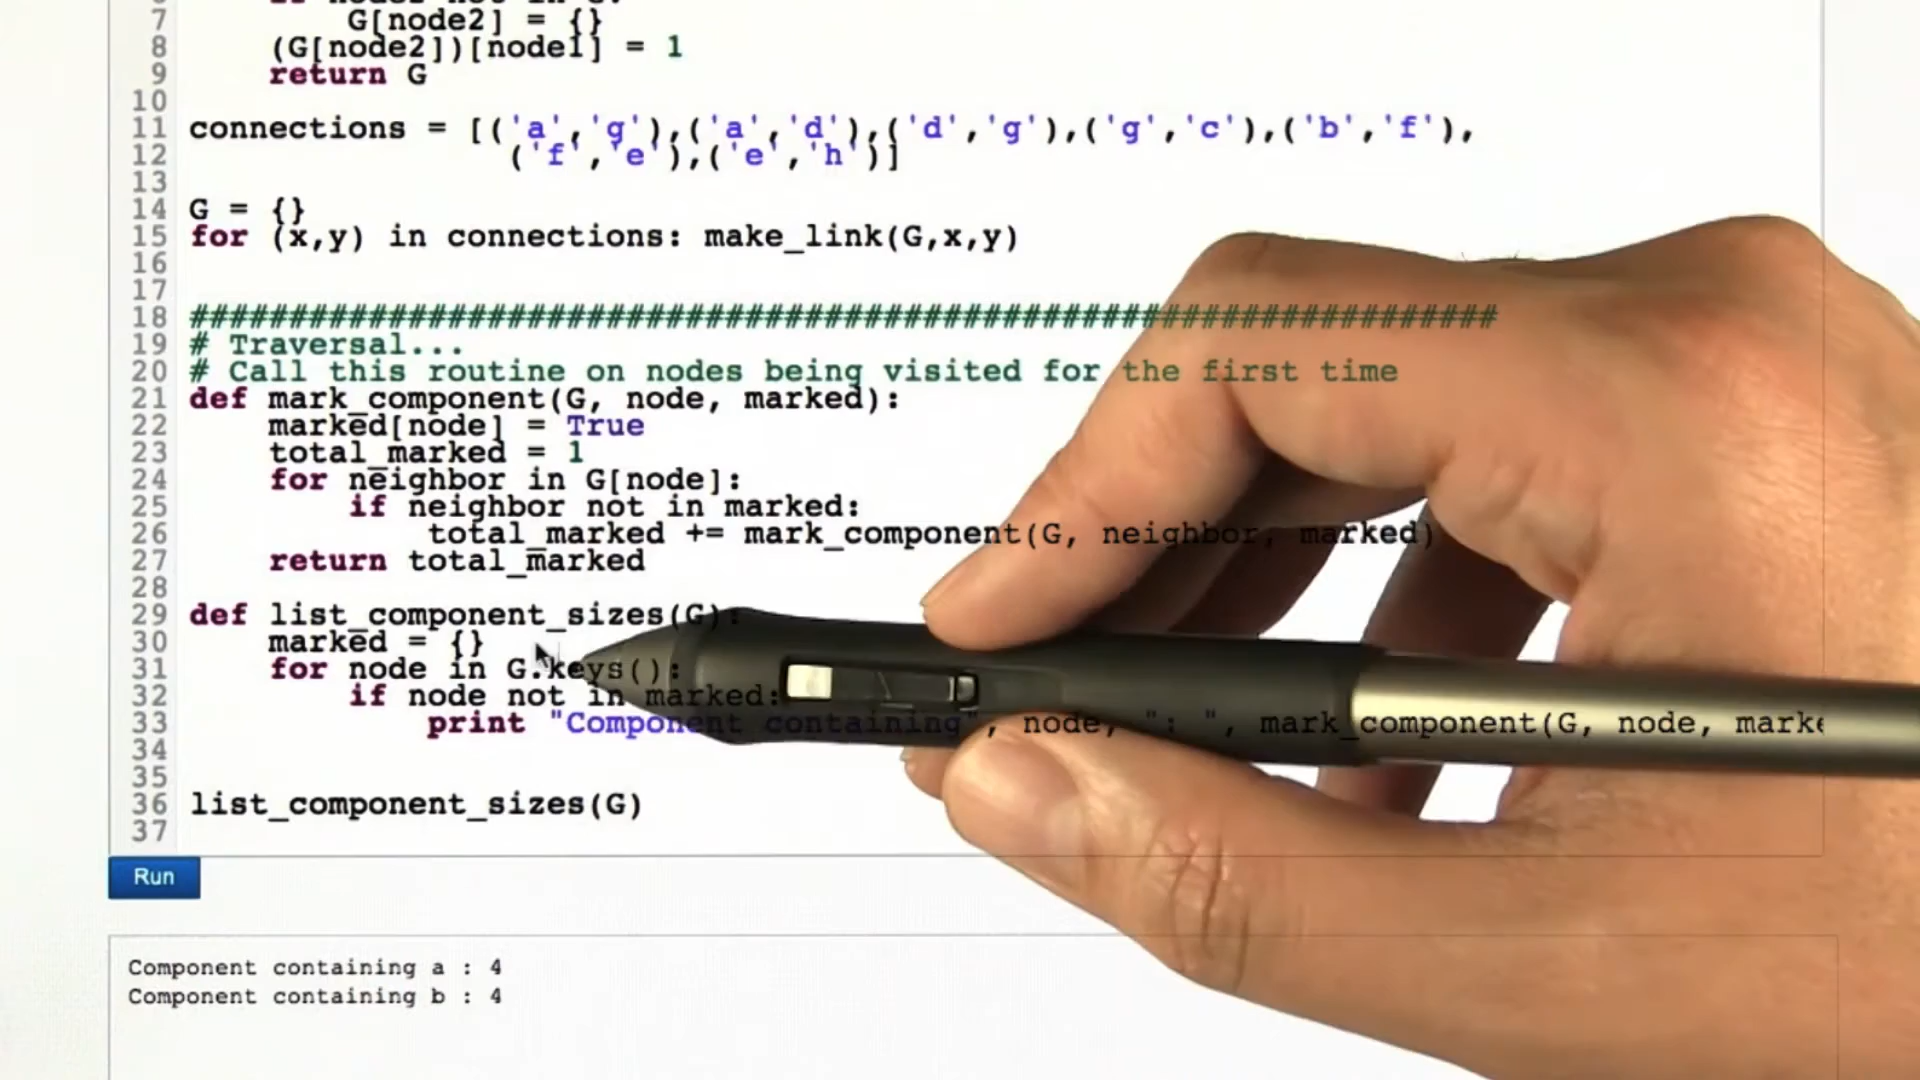 7 G[node2] = {}
8 (G[node2])[node1] = 1
9 return G
10
11 connections = [('a','g'),('a','d'),('d','g'),('g','c'),('b','f'),
12 ('f','e'),('e','h')]
13
14 G = {}
15 for (x,y) in connections: make_link(G,x,y)
16
17
18 ##################################################################
19 # Traversal...
20 # Call this routine on nodes being visited for the first time
21 def mark_component(G, node, marked):
22 marked[node] = True
23 total_marked = 1
24 for neighbor in G[node]:
25 if neighbor not in marked:
26 total_marked += mark_component(G, neighbor, marked)
27 return total_marked
28
29 def list_component_sizes(G):
30 marked = {}
31 for node in G.keys():
32 if node not in marked:
33 print "Component containing", node, ": ", mark_component(G, node, marke
34
35
36 list_component_sizes(G)
37
Run
Component containing a : 4
Component containing b : 4